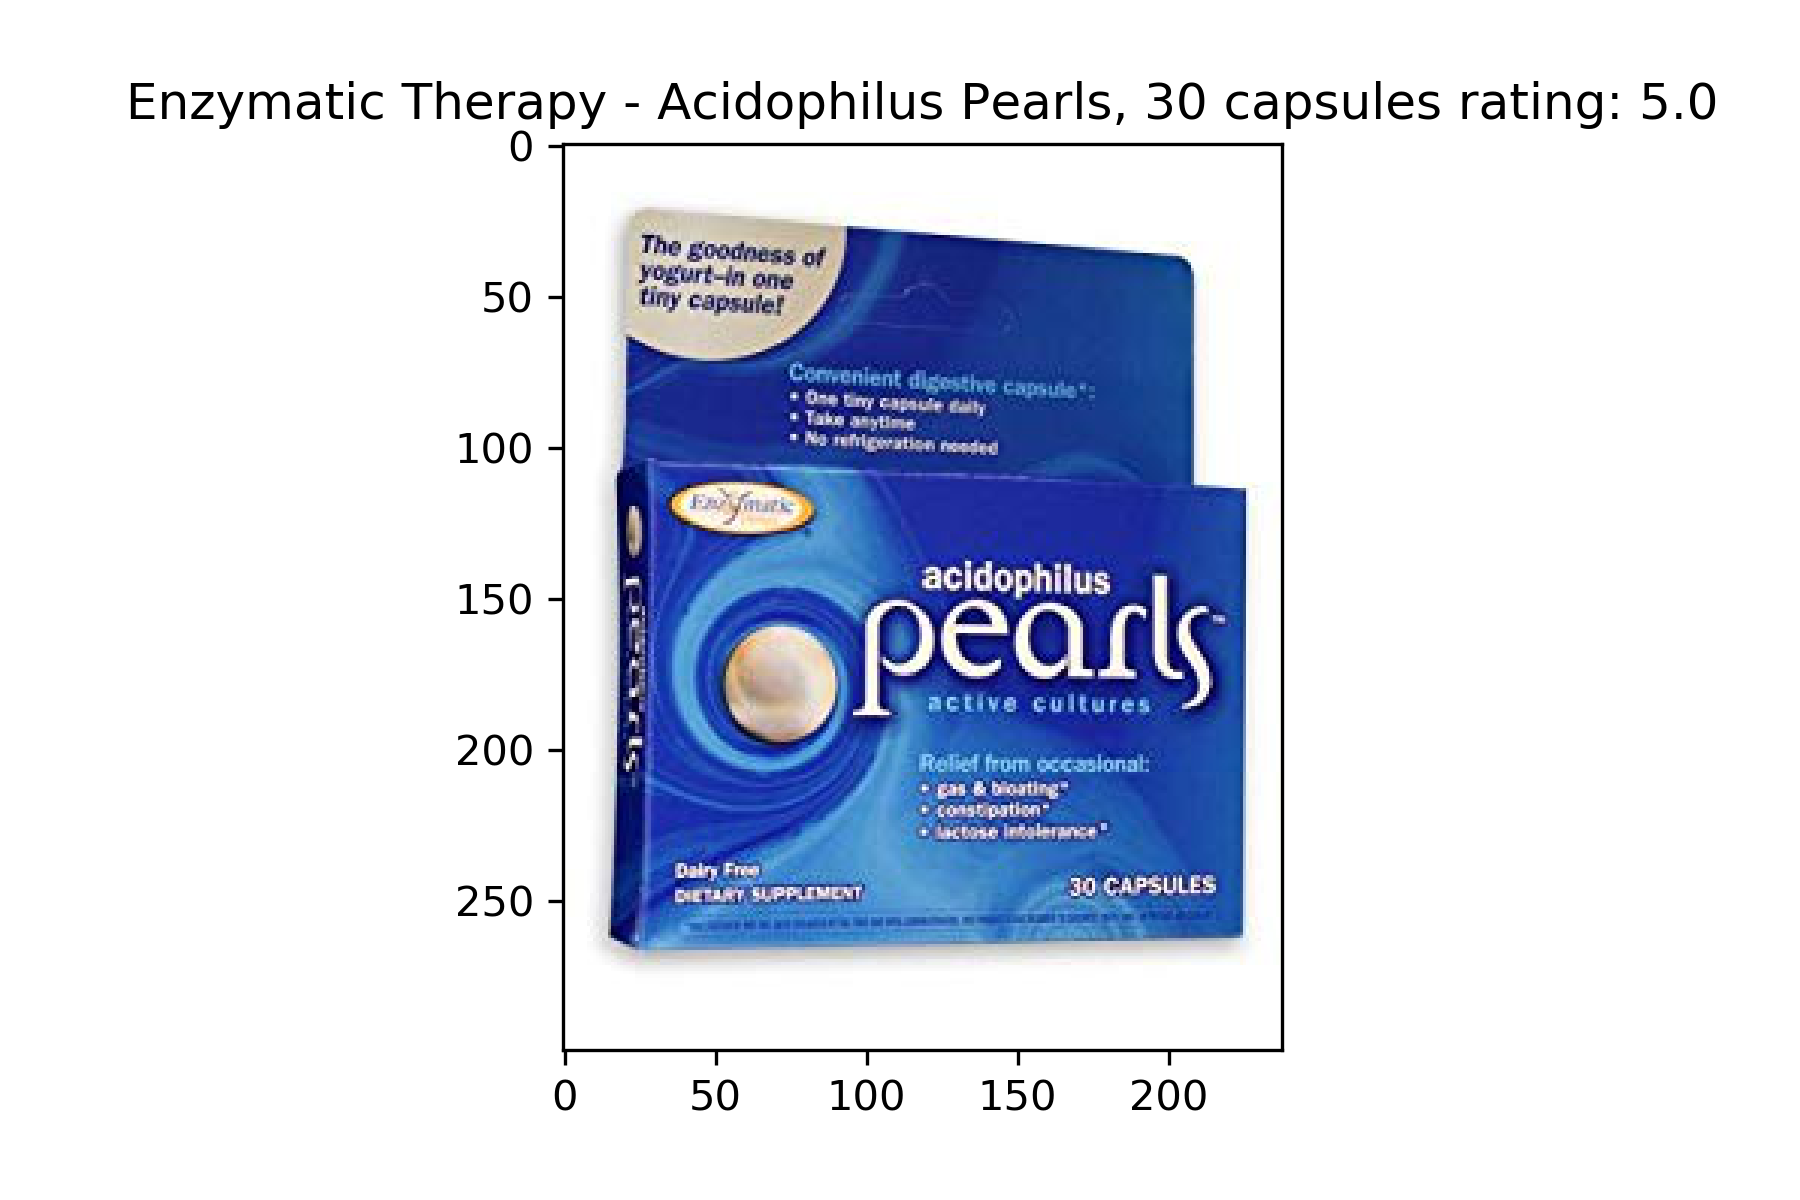 Enzymatic Therapy - Acidophilus Pearls, 30 capsules rating: 5.0
0
50
100
150
200
250
0 50 100 150 200
The goodness of
yogurt–in one
tiny capsule!
Convenient digestive capsule*:
• One tiny capsule daily
• Take anytime
• No refrigeration needed
Enzymatic
acidophilus
pearls™
active cultures
Relief from occasional:
• gas & bloating*
• constipation*
• lactose intolerance*
Dairy Free
DIETARY SUPPLEMENT
30 CAPSULES
pearls